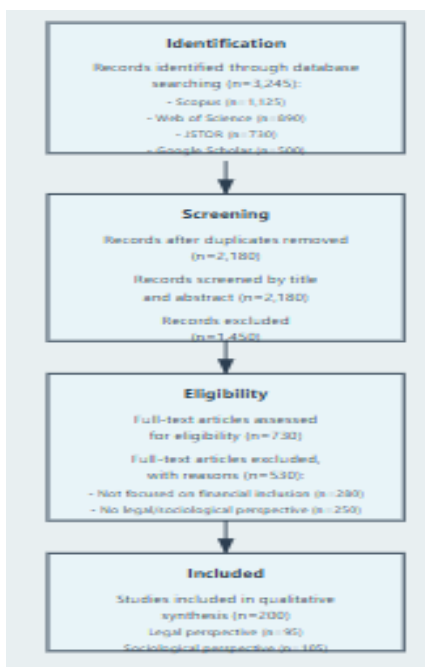 Identification
Records identified through database
searching (n=3,245):
- Scopus (n=1,125)
- Web of Science (n=890)
- JSTOR (n=730)
- Google Scholar (n=500)
Screening
Records after duplicates removed
(n=2,180)
Records screened by title
and abstract (n=2,180)
Records excluded
(n=1,450)
Eligibility
Full-text articles assessed
for eligibility (n=730)
Full-text articles excluded,
with reasons (n=530):
- Not focused on financial inclusion (n=280)
- No legal/sociological perspective (n=250)
Included
Studies included in qualitative
synthesis (n=200)
Legal perspective (n=95)
Sociological perspective (n=105)